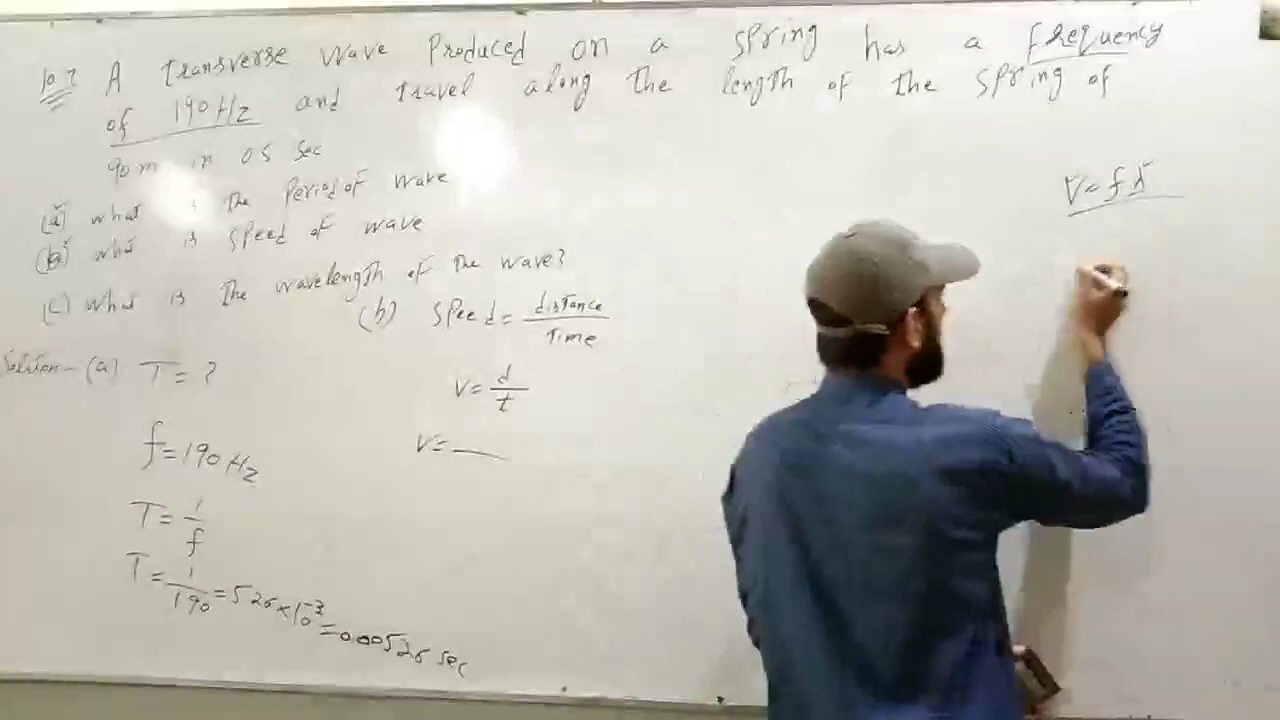 10.7 A transverse wave Produced on a spring has a frequency
of 190 Hz and travel along the length of the spring of
90 m in 0.5 sec
(a) what is the Period of wave
(b) what is speed of wave
(c) what is the wavelength of the wave?
Solution- (a) T = ?
f = 190 Hz
T = 1/f
T = 1/190 = 5.26 × 10^-3 = 0.00526 sec
(b) speed = distance/Time
v = d/t
v =
v = f λ